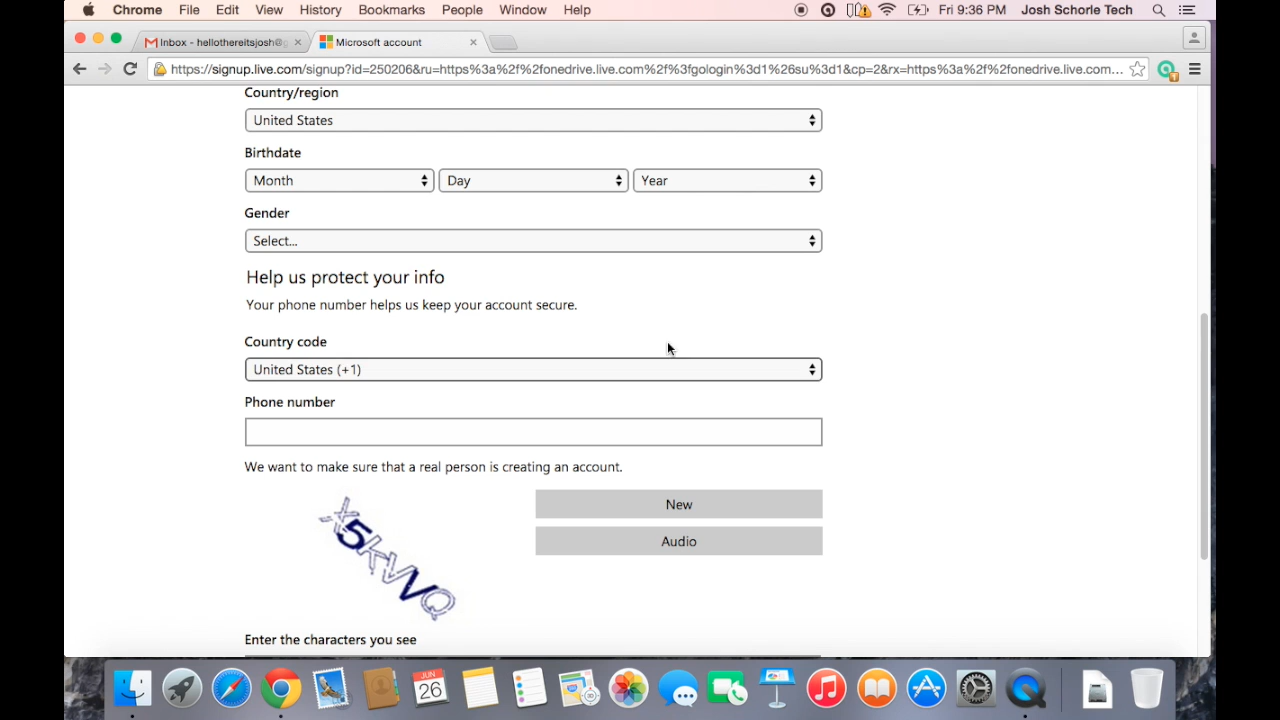 Chrome File Edit View History Bookmarks People Window Help Fri 9:36 PM Josh Schorle Tech
Inbox - hellothereitsjosh@g Microsoft account
https://signup.live.com/signup?id=250206&ru=https%3a%2f%2fonedrive.live.com%2f%3fgologin%3d1%26su%3d1&cp=2&rx=https%3a%2f%2fonedrive.live.com...
Country/region
United States
Birthdate
Month Day Year
Gender
Select...
Help us protect your info
Your phone number helps us keep your account secure.
Country code
United States (+1)
Phone number
We want to make sure that a real person is creating an account.
New
Audio
Enter the characters you see
JUN
26